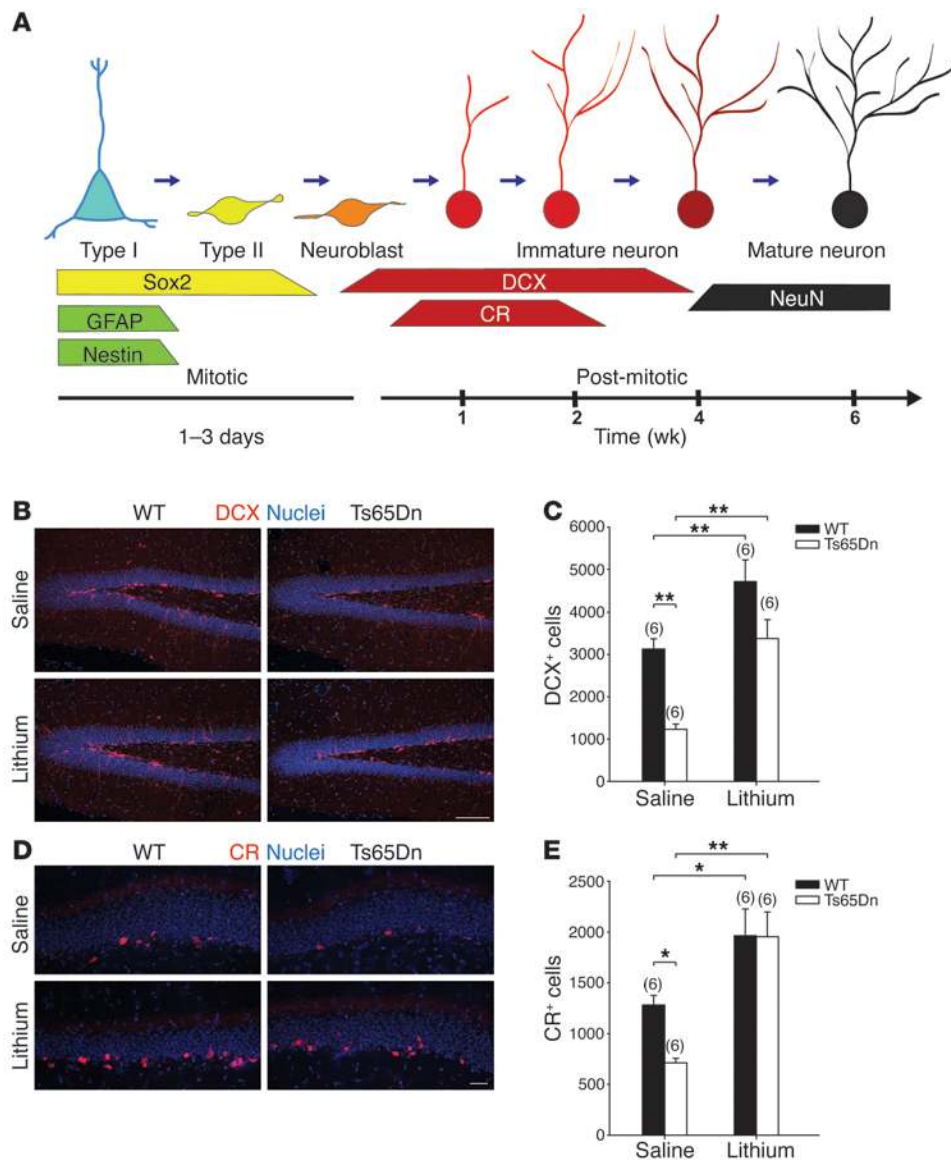 A
Type I Type II Neuroblast Immature neuron Mature neuron
Sox2 DCX NeuN
GFAP CR
Nestin
Mitotic Post-mitotic
1 2 4 6
1–3 days Time (wk)
B WT DCX Nuclei Ts65Dn
Saline
Lithium
C
6000
5000
4000
3000
2000
1000
0
DCX+ cells
** **
**
(6) (6) (6) (6)
WT
Ts65Dn
Saline Lithium
D WT CR Nuclei Ts65Dn
Saline
Lithium
E
2500
2000
1500
1000
500
0
CR+ cells
**
*
*
(6) (6) (6) (6)
WT
Ts65Dn
Saline Lithium